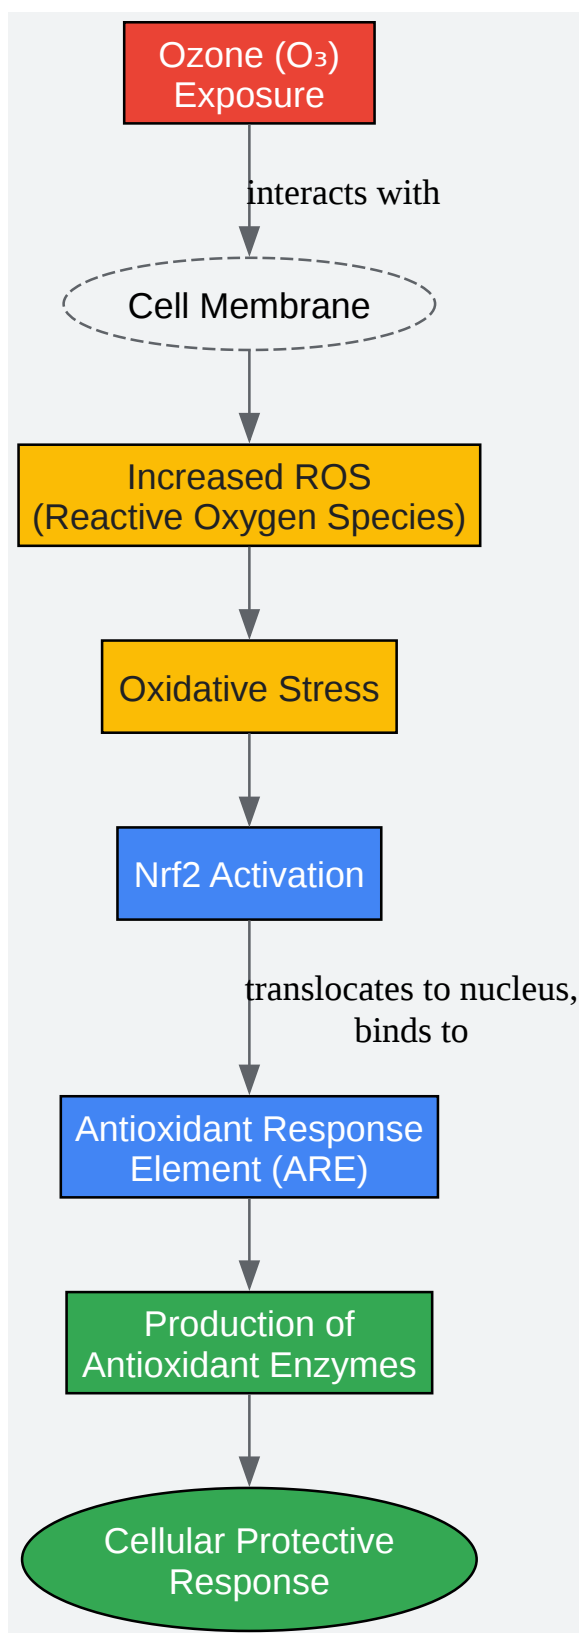 Ozone (O₃)
Exposure
interacts with
Cell Membrane
Increased ROS
(Reactive Oxygen Species)
Oxidative Stress
Nrf2 Activation
translocates to nucleus,
binds to
Antioxidant Response
Element (ARE)
Production of
Antioxidant Enzymes
Cellular Protective
Response